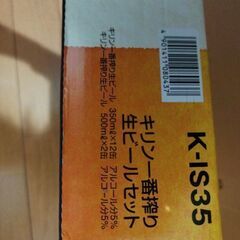 K-IS35
キリン一番搾り
生ビールセット
キリン一番搾り生ビール 350ml×12缶 アルコール分5%
キリン一番搾り生ビール 500ml×2缶 アルコール分5%